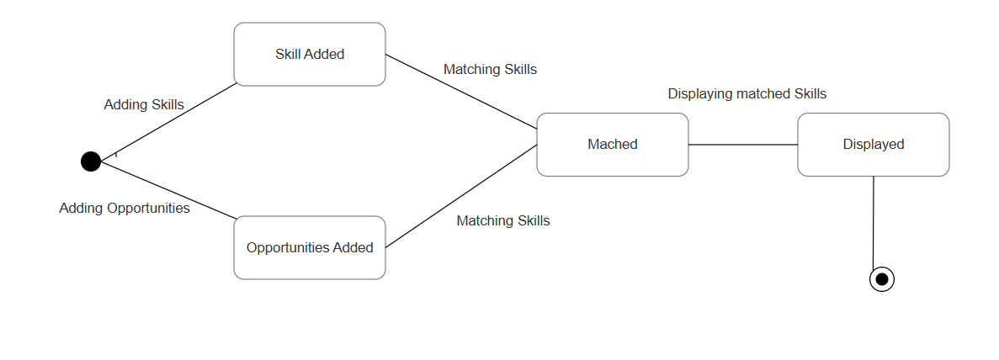 Skill Added
Matching Skills
Adding Skills
Displaying matched Skills
Mached
Displayed
Adding Opportunities
Matching Skills
Opportunities Added